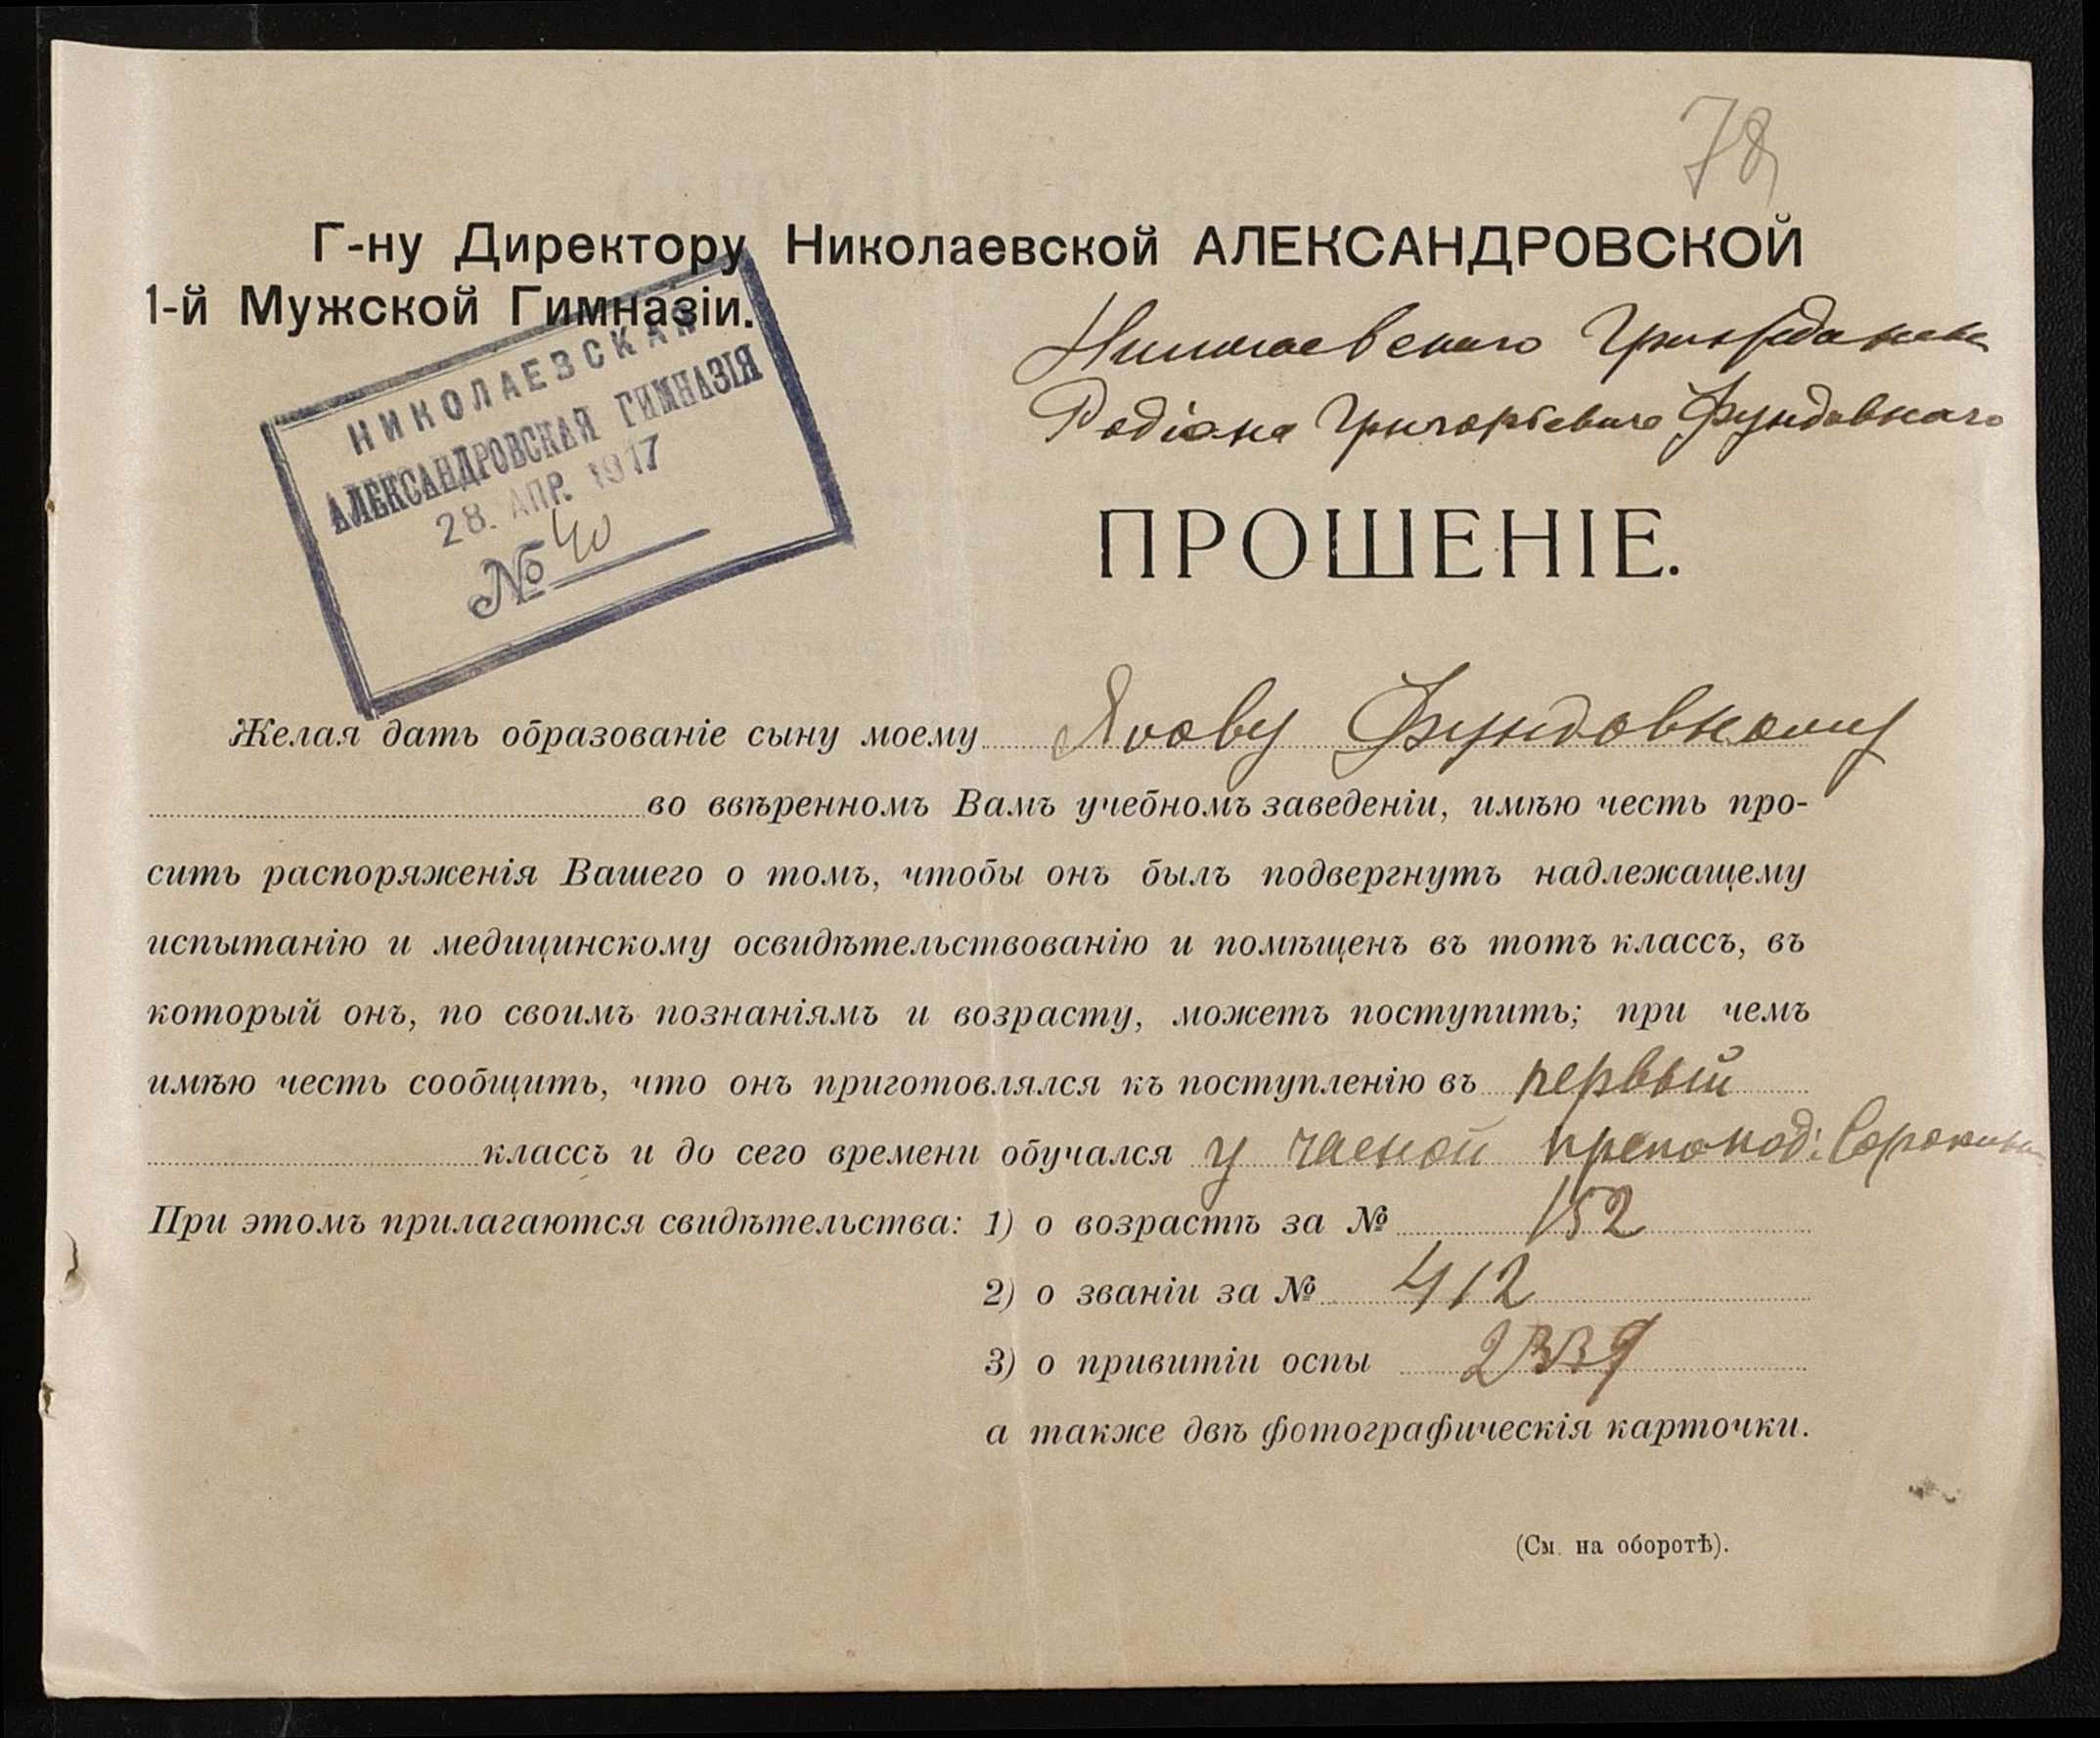 78
Г-ну Директору Николаевской АЛЕКСАНДРОВСКОЙ
1-й Мужской Гимназіи.
НИКОЛАЕВСКАЯ
АЛЕКСАНДРОВСКАЯ ГИМНАЗІЯ
28. АПР. 1917
№ 40
Николаевскаго Гражданина
Родіона Григорьевича Фундовнаго
ПРОШЕНІЕ.
Желая дать образованіе сыну моему Якову Фундовному
во ввѣренномъ Вамъ учебномъ заведеніи, имѣю честь про-
сить распоряженія Вашего о томъ, чтобы онъ былъ подвергнутъ надлежащему
испытанію и медицинскому освидѣтельствованію и помѣщенъ въ тотъ классъ, въ
который онъ, по своимъ познаніямъ и возрасту, можетъ поступить; при чемъ
имѣю честь сообщить, что онъ приготовлялся къ поступленію въ первый
классъ и до сего времени обучался у часной препопод:
При этомъ прилагаются свидѣтельства: 1) о возрастѣ за № 152
2) о званіи за № 412
3) о привитіи оспы 2339
а также двѣ фотографическія карточки.
(См. на оборотѣ).